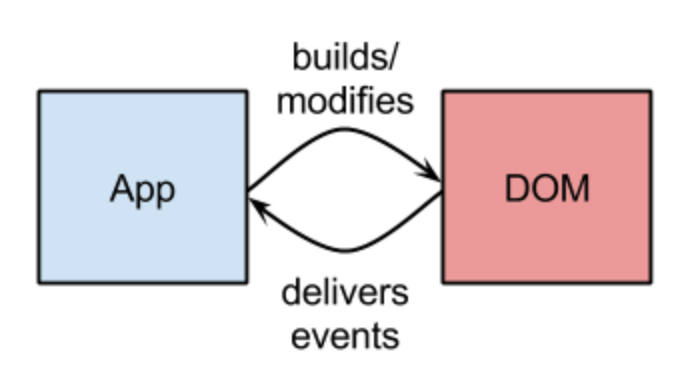 builds/
modifies
App
DOM
delivers
events